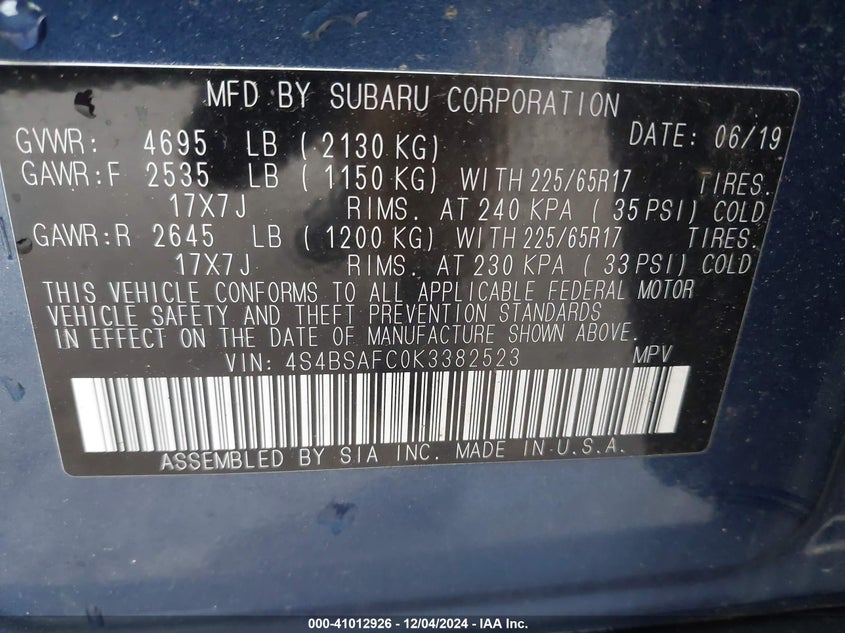 MFD BY SUBARU CORPORATION
DATE: 06/19
GVWR: 4695 LB ( 2130 KG)
GAWR:F 2535 LB ( 1150 KG) WITH 225/65R17 TIRES.
17X7J RIMS. AT 240 KPA ( 35 PSI) COLD
GAWR:R 2645 LB ( 1200 KG) WITH 225/65R17 TIRES.
17X7J RIMS. AT 230 KPA ( 33 PSI) COLD
THIS VEHICLE CONFORMS TO ALL APPLICABLE FEDERAL MOTOR
VEHICLE SAFETY AND THEFT PREVENTION STANDARDS
IN EFFECT ON THE DATE OF MANUFACTURE SHOWN ABOVE.
VIN: 4S4BSAFC0K3382523 MPV
ASSEMBLED BY SIA INC. MADE IN U.S.A.
000-41012926 - 12/04/2024 - IAA Inc.